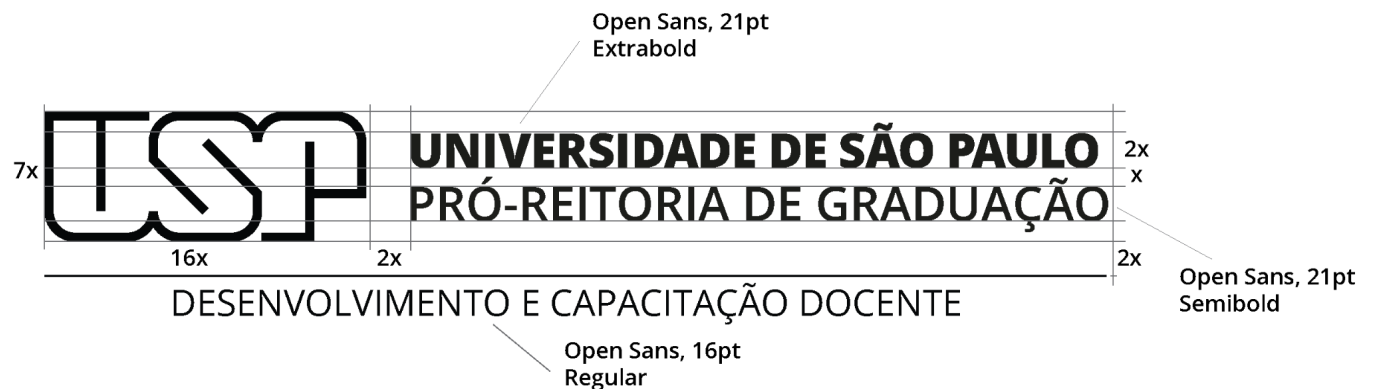 Open Sans, 21pt
Extrabold
7x
USP
UNIVERSIDADE DE SÃO PAULO
2x
x
PRÓ-REITORIA DE GRADUAÇÃO
16x
2x
2x
Open Sans, 21pt
Semibold
DESENVOLVIMENTO E CAPACITAÇÃO DOCENTE
Open Sans, 16pt
Regular